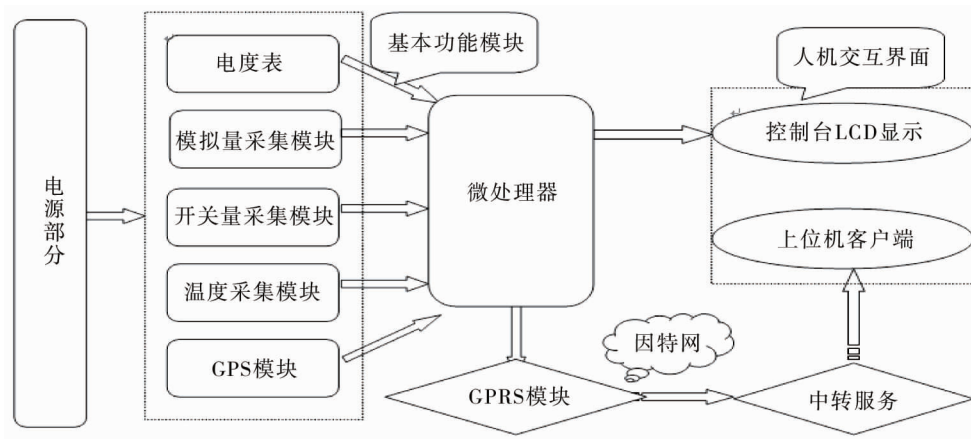 电源部分
电度表
模拟量采集模块
开关量采集模块
温度采集模块
GPS模块
基本功能模块
微处理器
GPRS模块
因特网
中转服务
人机交互界面
控制台LCD显示
上位机客户端